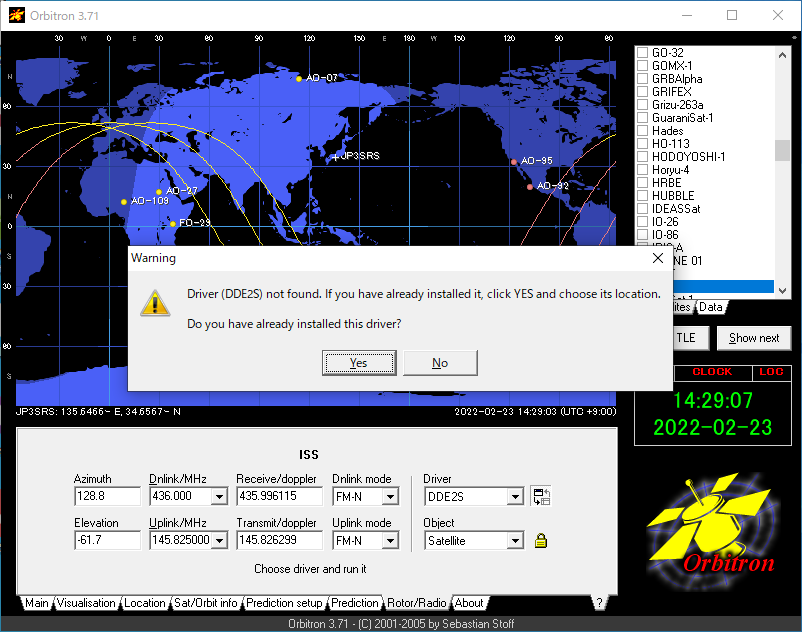 Orbitron 3.71
30 W 0 E 30 60 90 120 150 E 180 W 150 120 90 60
GO-32
GOMX-1
GRBAlpha
GRIFEX
Grizu-263a
GuaraniSat-1
Hades
HO-113
HODOYOSHI-1
Horyu-4
HRBE
HUBBLE
IDEASSat
IO-26
IO-86
N
60
30
N
0
S
30
60
S
AO-07
JP3SRS
AO-95
AO-92
AO-27
AO-109
FO-29
NE 01
Data
Warning
Driver (DDE2S) not found. If you have already installed it, click YES and choose its location.
Do you have already installed this driver?
Yes No
TLE Show next
CLOCK LOC
14:29:07
2022-02-23
JP3SRS: 135.6466~ E, 34.6567~ N 2022-02-23 14:29:03 (UTC +9:00)
ISS
Azimuth Dnlink/MHz Receive/doppler Dnlink mode Driver
128.8 436.000 435.996115 FM-N DDE2S
Elevation Uplink/MHz Transmit/doppler Uplink mode Object
-61.7 145.825000 145.826299 FM-N Satellite
Choose driver and run it
Orbitron
Main Visualisation Location Sat/Orbit info Prediction setup Prediction Rotor/Radio About ?
Orbitron 3.71 - (C) 2001-2005 by Sebastian Stoff